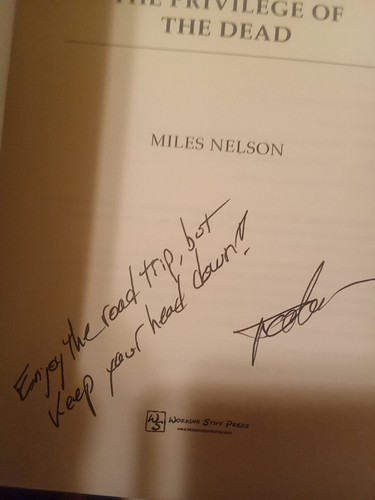 THE PRIVILEGE OF
THE DEAD
MILES NELSON
Enjoy the road trip, but
keep your head down!
WS WORKING STIFF PRESS